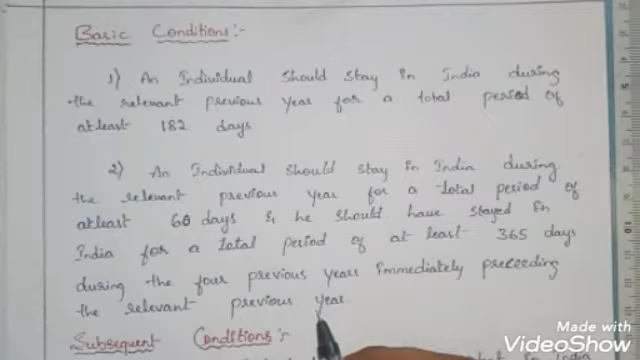 Basic Conditions:-
1) An Individual should stay in India during
the relevant previous year for a total period of
atleast 182 days
2) An Individual should stay in India during
the relevant previous year for a total period of
atleast 60 days & he should have stayed in
India for a total period of at least 365 days
during the four previous years immediately preceeding
the relevant previous year
Subsequent Conditions:-
in India
Made with
VideoShow